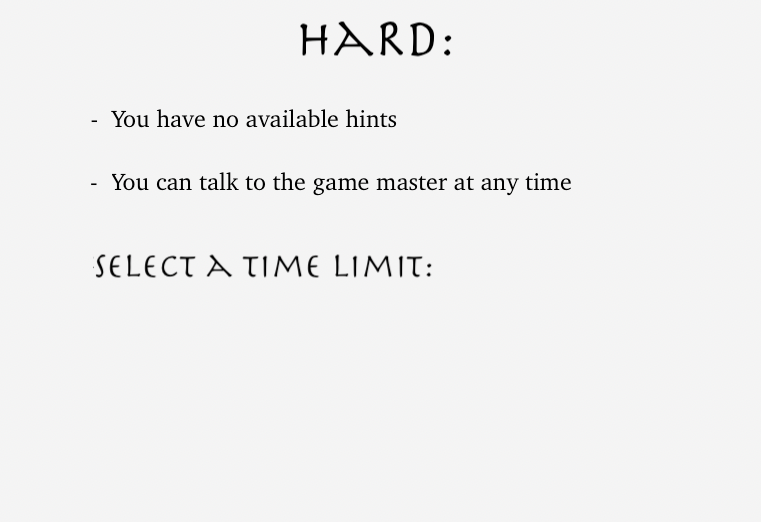 HARD:
- You have no available hints
- You can talk to the game master at any time
SELECT A TIME LIMIT: